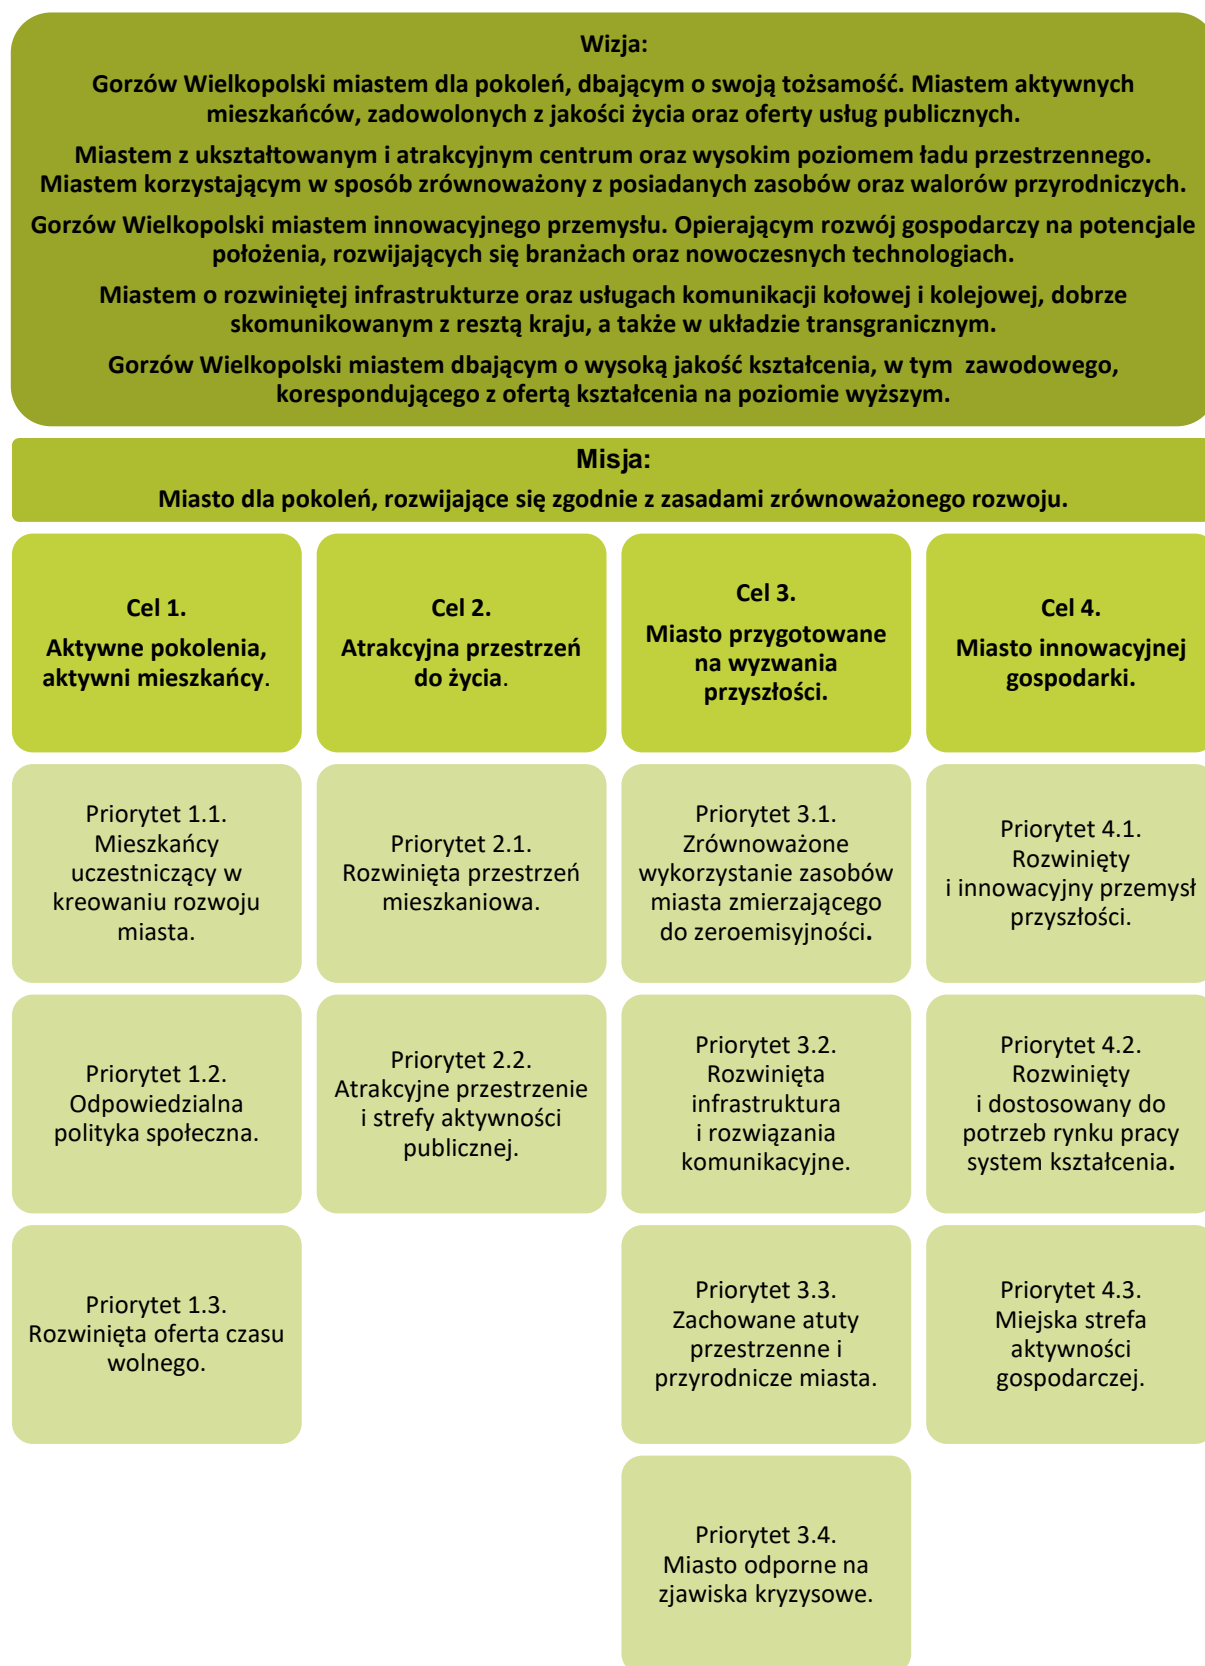 Wizja:
Gorzów Wielkopolski miastem dla pokoleń, dbającym o swoją tożsamość. Miastem aktywnych
mieszkańców, zadowolonych z jakości życia oraz oferty usług publicznych.
Miastem z ukształtowanym i atrakcyjnym centrum oraz wysokim poziomem ładu przestrzennego.
Miastem korzystającym w sposób zrównoważony z posiadanych zasobów oraz walorów przyrodniczych.
Gorzów Wielkopolski miastem innowacyjnego przemysłu. Opierającym rozwój gospodarczy na potencjale
położenia, rozwijających się branżach oraz nowoczesnych technologiach.
Miastem o rozwiniętej infrastrukturze oraz usługach komunikacji kołowej i kolejowej, dobrze
skomunikowanym z resztą kraju, a także w układzie transgranicznym.
Gorzów Wielkopolski miastem dbającym o wysoką jakość kształcenia, w tym zawodowego,
korespondującego z ofertą kształcenia na poziomie wyższym.
Misja:
Miasto dla pokoleń, rozwijające się zgodnie z zasadami zrównoważonego rozwoju.
Cel 1.
Aktywne pokolenia,
aktywni mieszkańcy.
Cel 2.
Atrakcyjna przestrzeń
do życia.
Cel 3.
Miasto przygotowane
na wyzwania
przyszłości.
Cel 4.
Miasto innowacyjnej
gospodarki.
Priorytet 1.1.
Mieszkańcy
uczestniczący w
kreowaniu rozwoju
miasta.
Priorytet 2.1.
Rozwinięta przestrzeń
mieszkaniowa.
Priorytet 3.1.
Zrównoważone
wykorzystanie zasobów
miasta zmierzającego
do zeroemisyjności.
Priorytet 4.1.
Rozwinięty
i innowacyjny przemysł
przyszłości.
Priorytet 1.2.
Odpowiedzialna
polityka społeczna.
Priorytet 2.2.
Atrakcyjne przestrzenie
i strefy aktywności
publicznej.
Priorytet 3.2.
Rozwinięta
infrastruktura
i rozwiązania
komunikacyjne.
Priorytet 4.2.
Rozwinięty
i dostosowany do
potrzeb rynku pracy
system kształcenia.
Priorytet 1.3.
Rozwinięta oferta czasu
wolnego.
Priorytet 3.3.
Zachowane atuty
przestrzenne i
przyrodnicze miasta.
Priorytet 4.3.
Miejska strefa
aktywności
gospodarczej.
Priorytet 3.4.
Miasto odporne na
zjawiska kryzysowe.